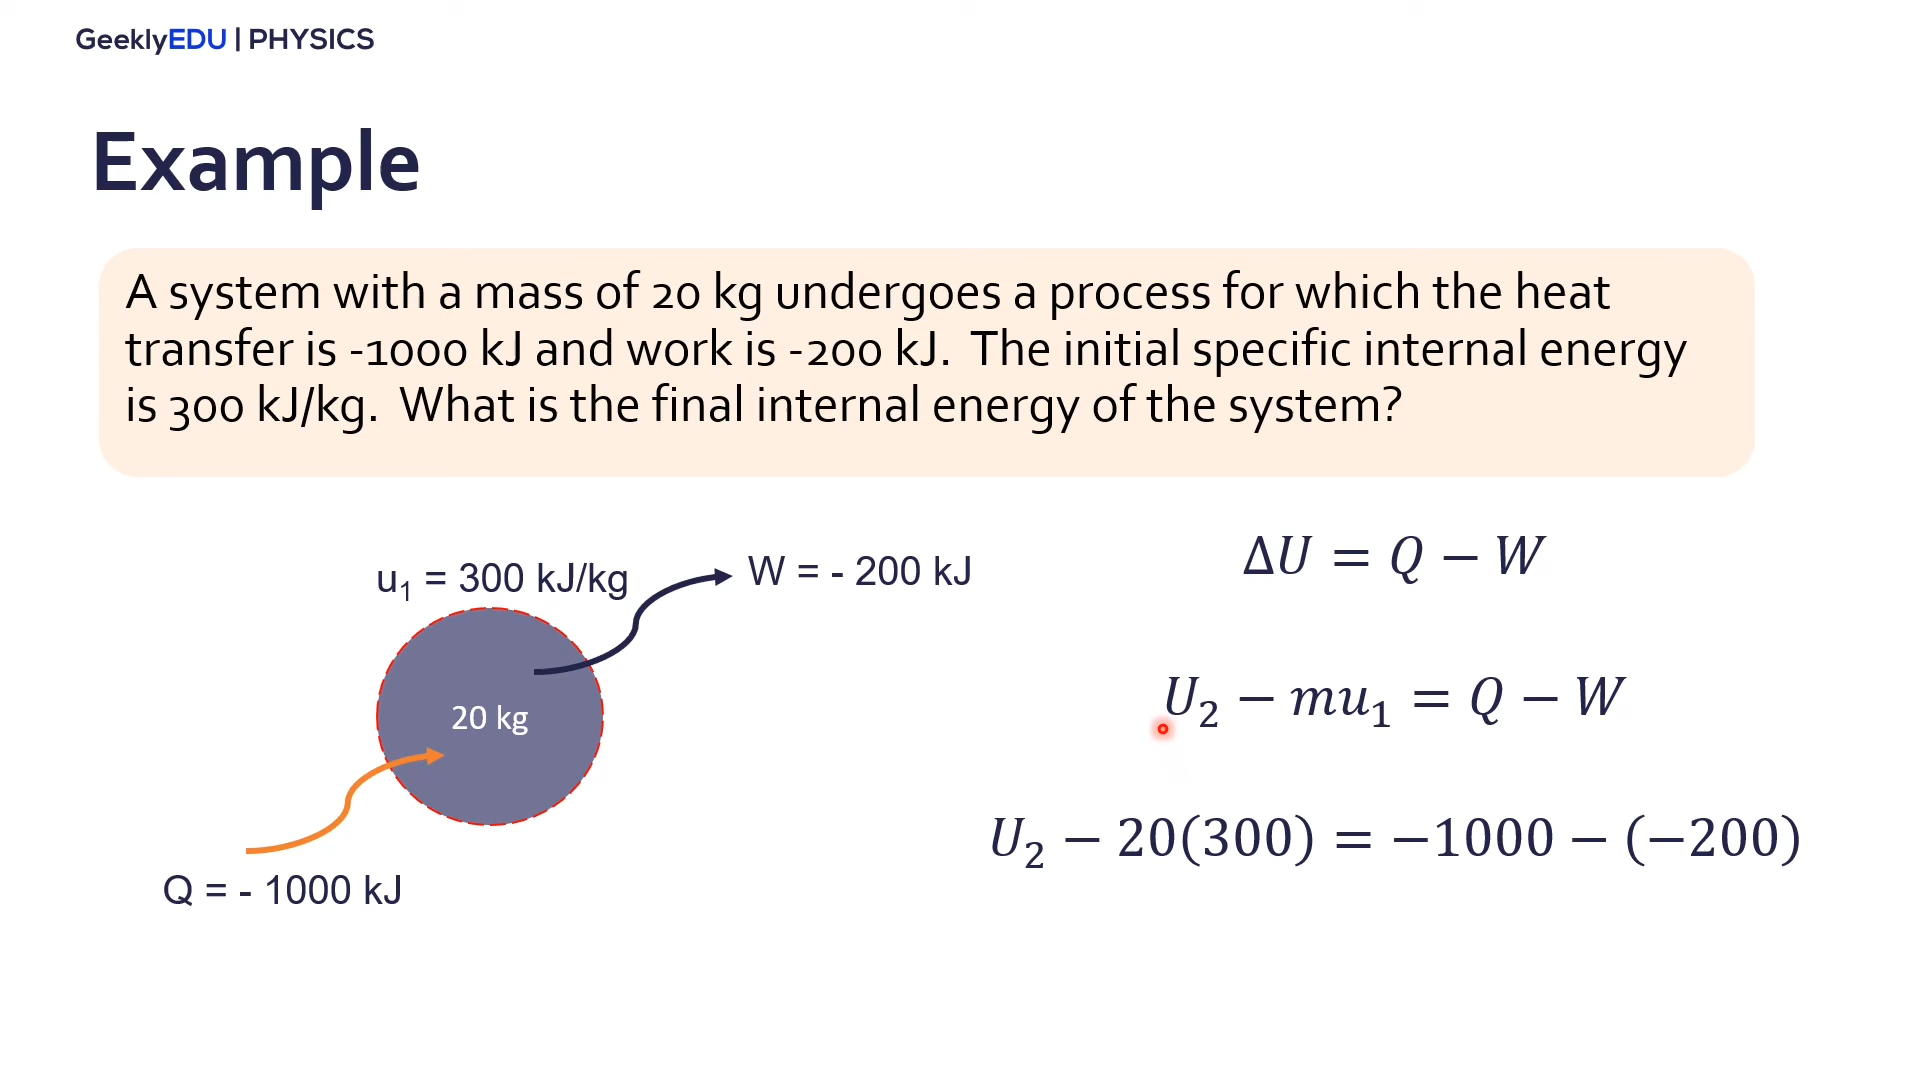 GeeklyEDU | PHYSICS
Example
A system with a mass of 20 kg undergoes a process for which the heat
transfer is -1000 kJ and work is -200 kJ.  The initial specific internal energy
is 300 kJ/kg.  What is the final internal energy of the system?
u₁ = 300 kJ/kg
W = - 200 kJ
20 kg
Q = - 1000 kJ
ΔU = Q − W
U₂ − mu₁ = Q − W
U₂ − 20(300) = −1000 − (−200)